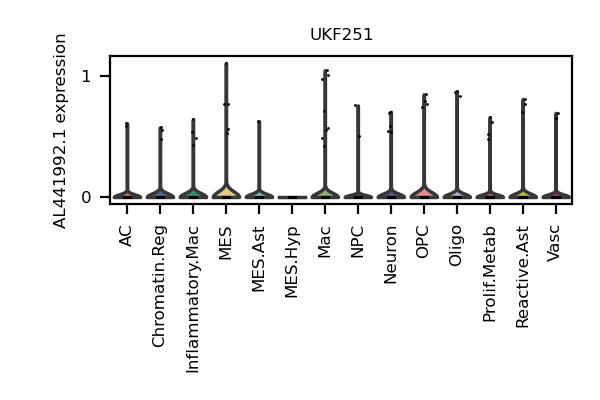 UKF251
AL441992.1 expression
1
0
AC
Chromatin.Reg
Inflammatory.Mac
MES
MES.Ast
MES.Hyp
Mac
NPC
Neuron
OPC
Oligo
Prolif.Metab
Reactive.Ast
Vasc